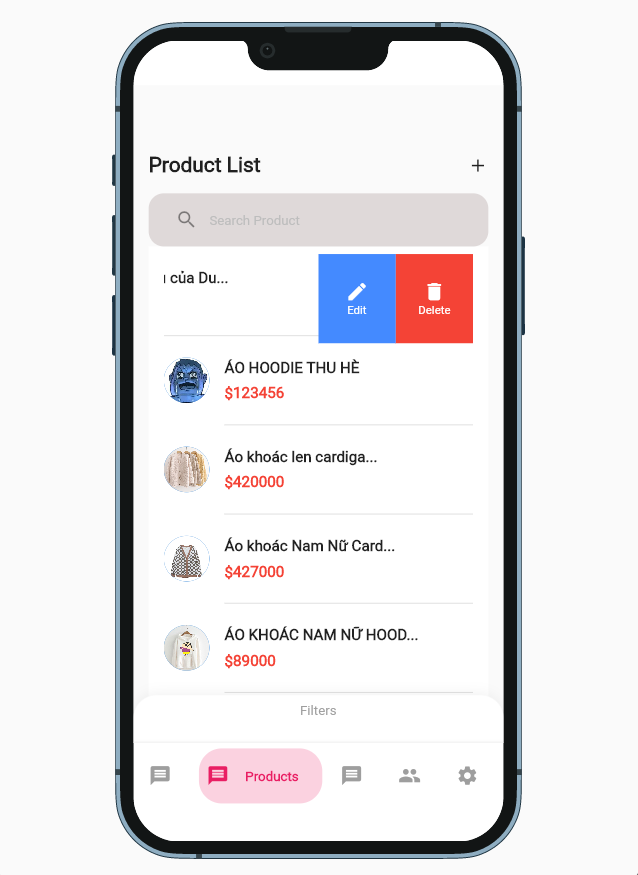 Product List
Search Product
của Du...
Edit
Delete
ÁO HOODIE THU HÈ
$123456
Áo khoác len cardiga...
$420000
Áo khoác Nam Nữ Card...
$427000
ÁO KHOÁC NAM NỮ HOOD...
$89000
Filters
Products